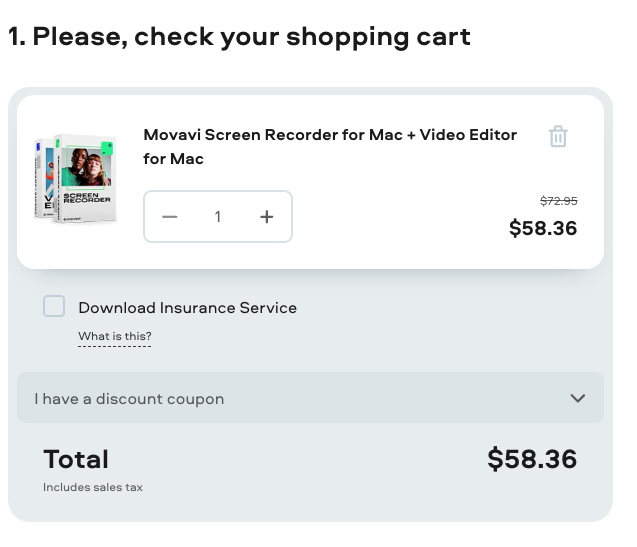 1. Please, check your shopping cart
Movavi Screen Recorder for Mac + Video Editor
for Mac
SCREEN
RECORDER
1
$72.95
$58.36
Download Insurance Service
What is this?
I have a discount coupon
Total
$58.36
Includes sales tax